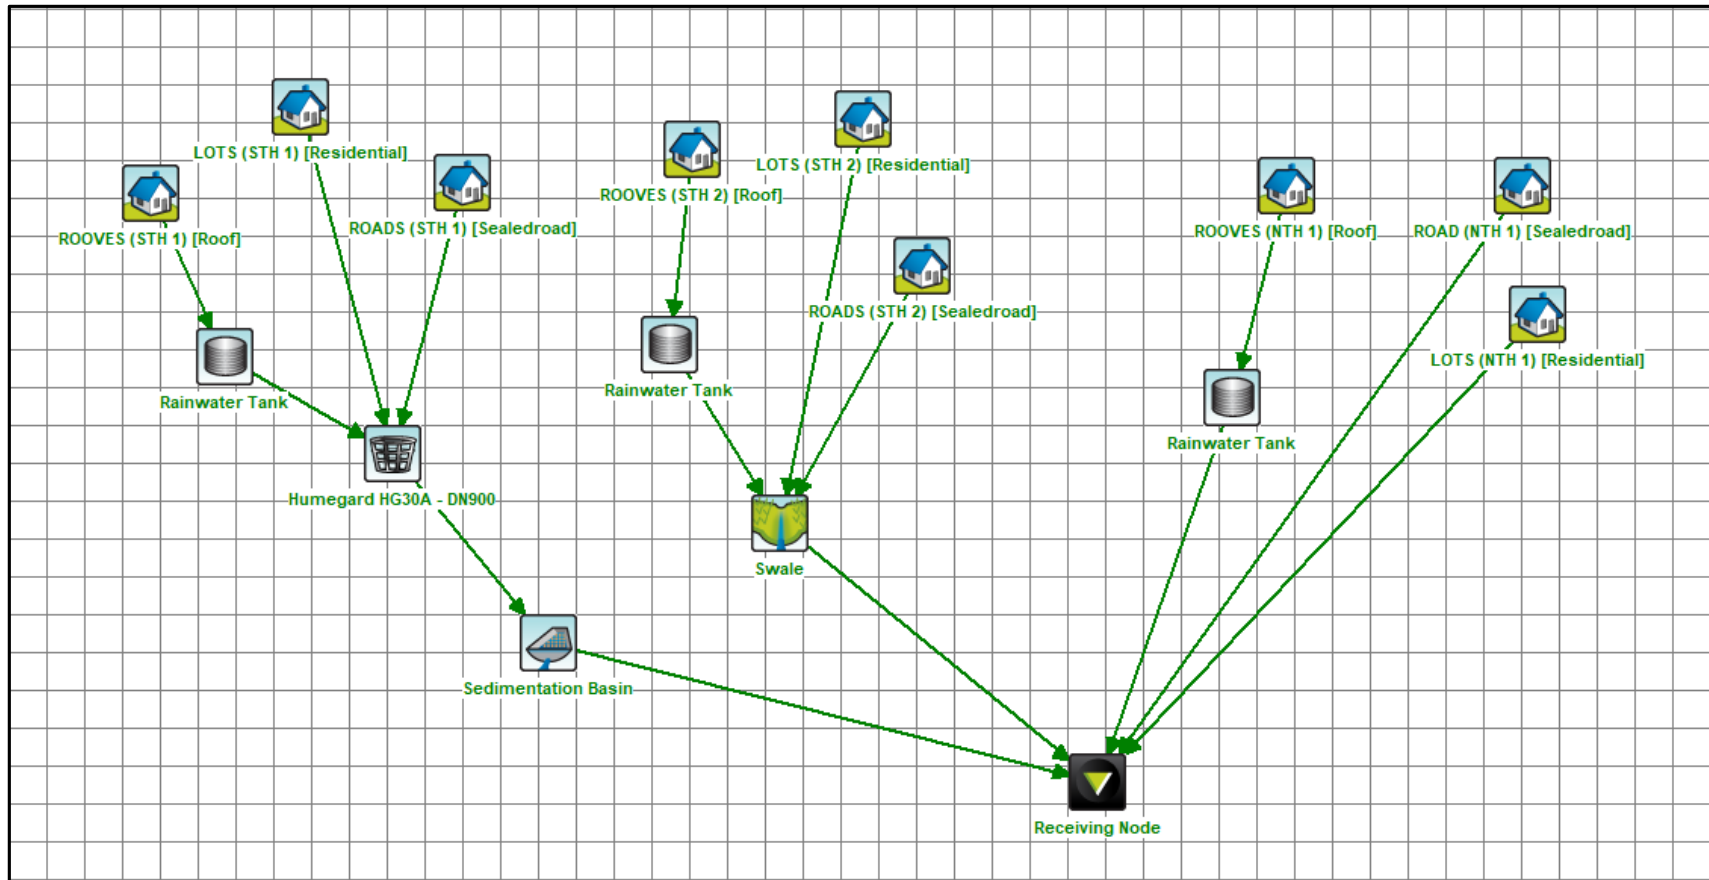 LOTS (STH 1) [Residential]
LOTS (STH 2) [Residential]
ROOVES (STH 2) [Roof]
ROADS (STH 1) [Sealedroad]
ROOVES (NTH 1) [Roof]
ROAD (NTH 1) [Sealedroad]
ROOVES (STH 1) [Roof]
ROADS (STH 2) [Sealedroad]
LOTS (NTH 1) [Residential]
Rainwater Tank
Rainwater Tank
Rainwater Tank
Humegard HG30A - DN900
Swale
Sedimentation Basin
Receiving Node